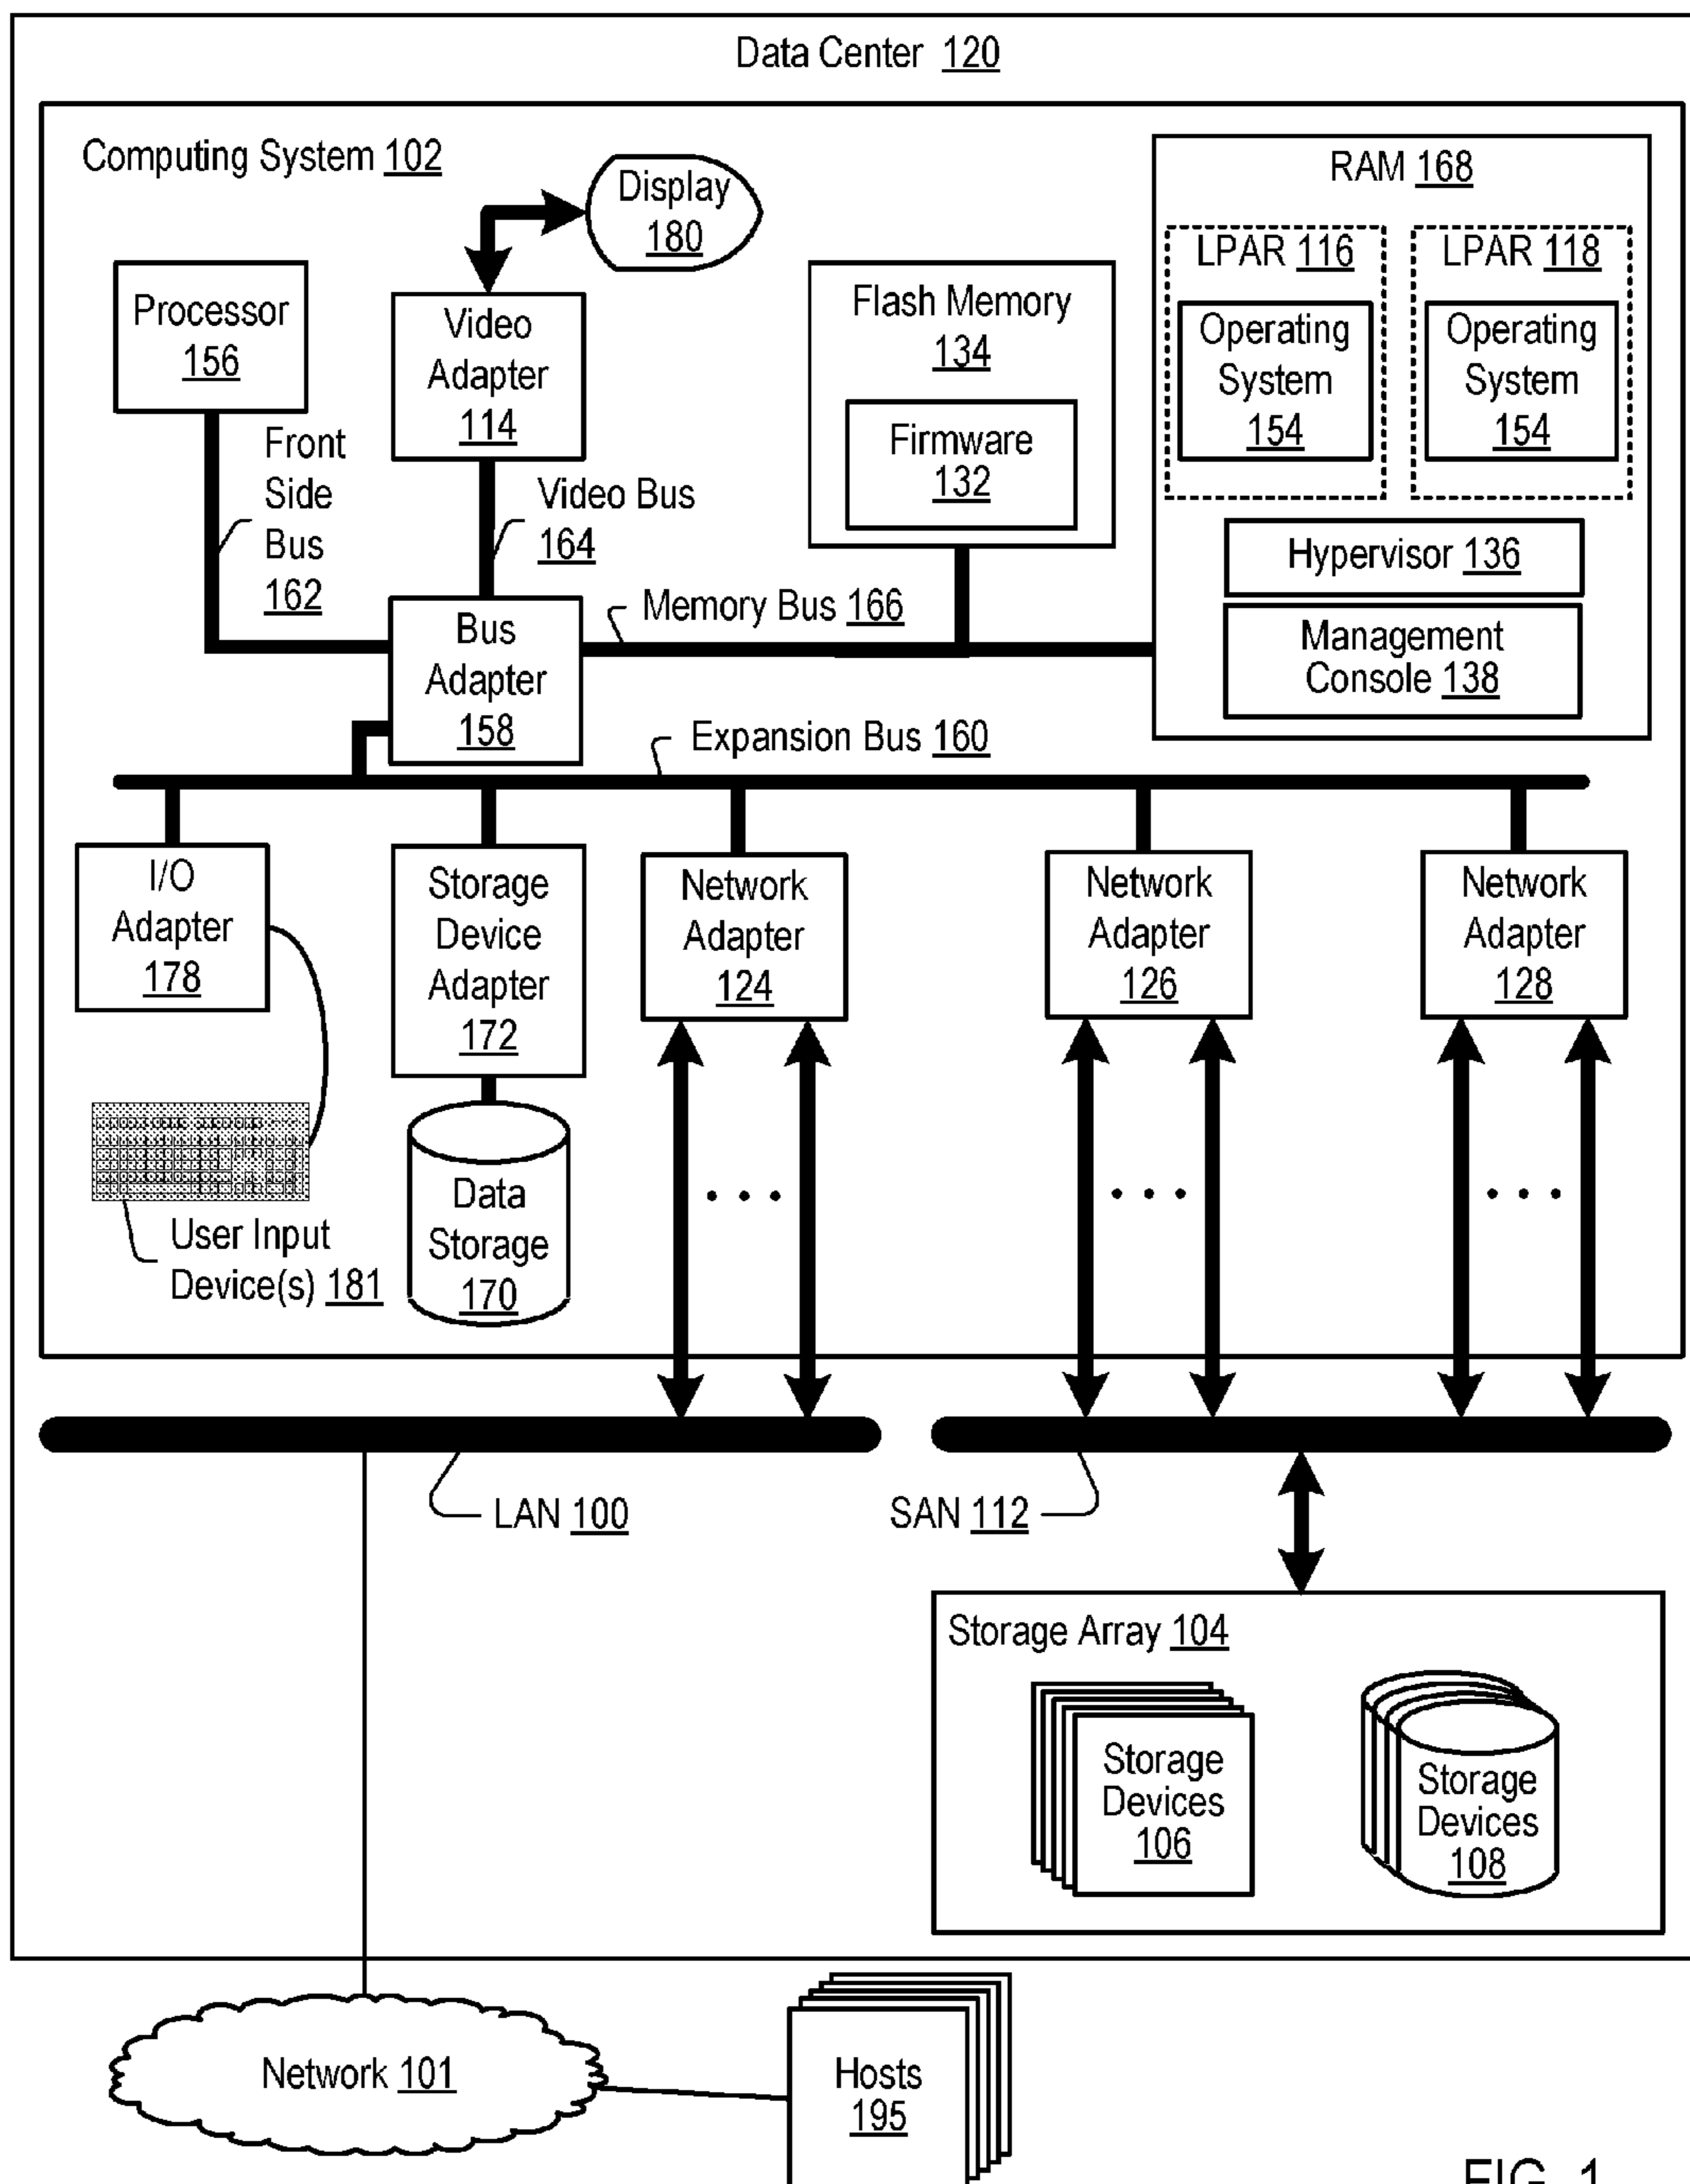 Data Center 120
Computing System 102
Display
180
RAM 168
LPAR 116
LPAR 118
Operating
System
154
Operating
System
154
Processor
156
Video
Adapter
114
Flash Memory
134
Firmware
132
Front
Side
Bus
162
Video Bus
164
Hypervisor 136
Management
Console 138
Bus
Adapter
158
Memory Bus 166
Expansion Bus 160
I/O
Adapter
178
Storage
Device
Adapter
172
Network
Adapter
124
Network
Adapter
126
Network
Adapter
128
. . .
. . .
. . .
User Input
Device(s) 181
Data
Storage
170
LAN 100
SAN 112
Storage Array 104
Storage
Devices
106
Storage
Devices
108
Network 101
Hosts
195
FIG. 1